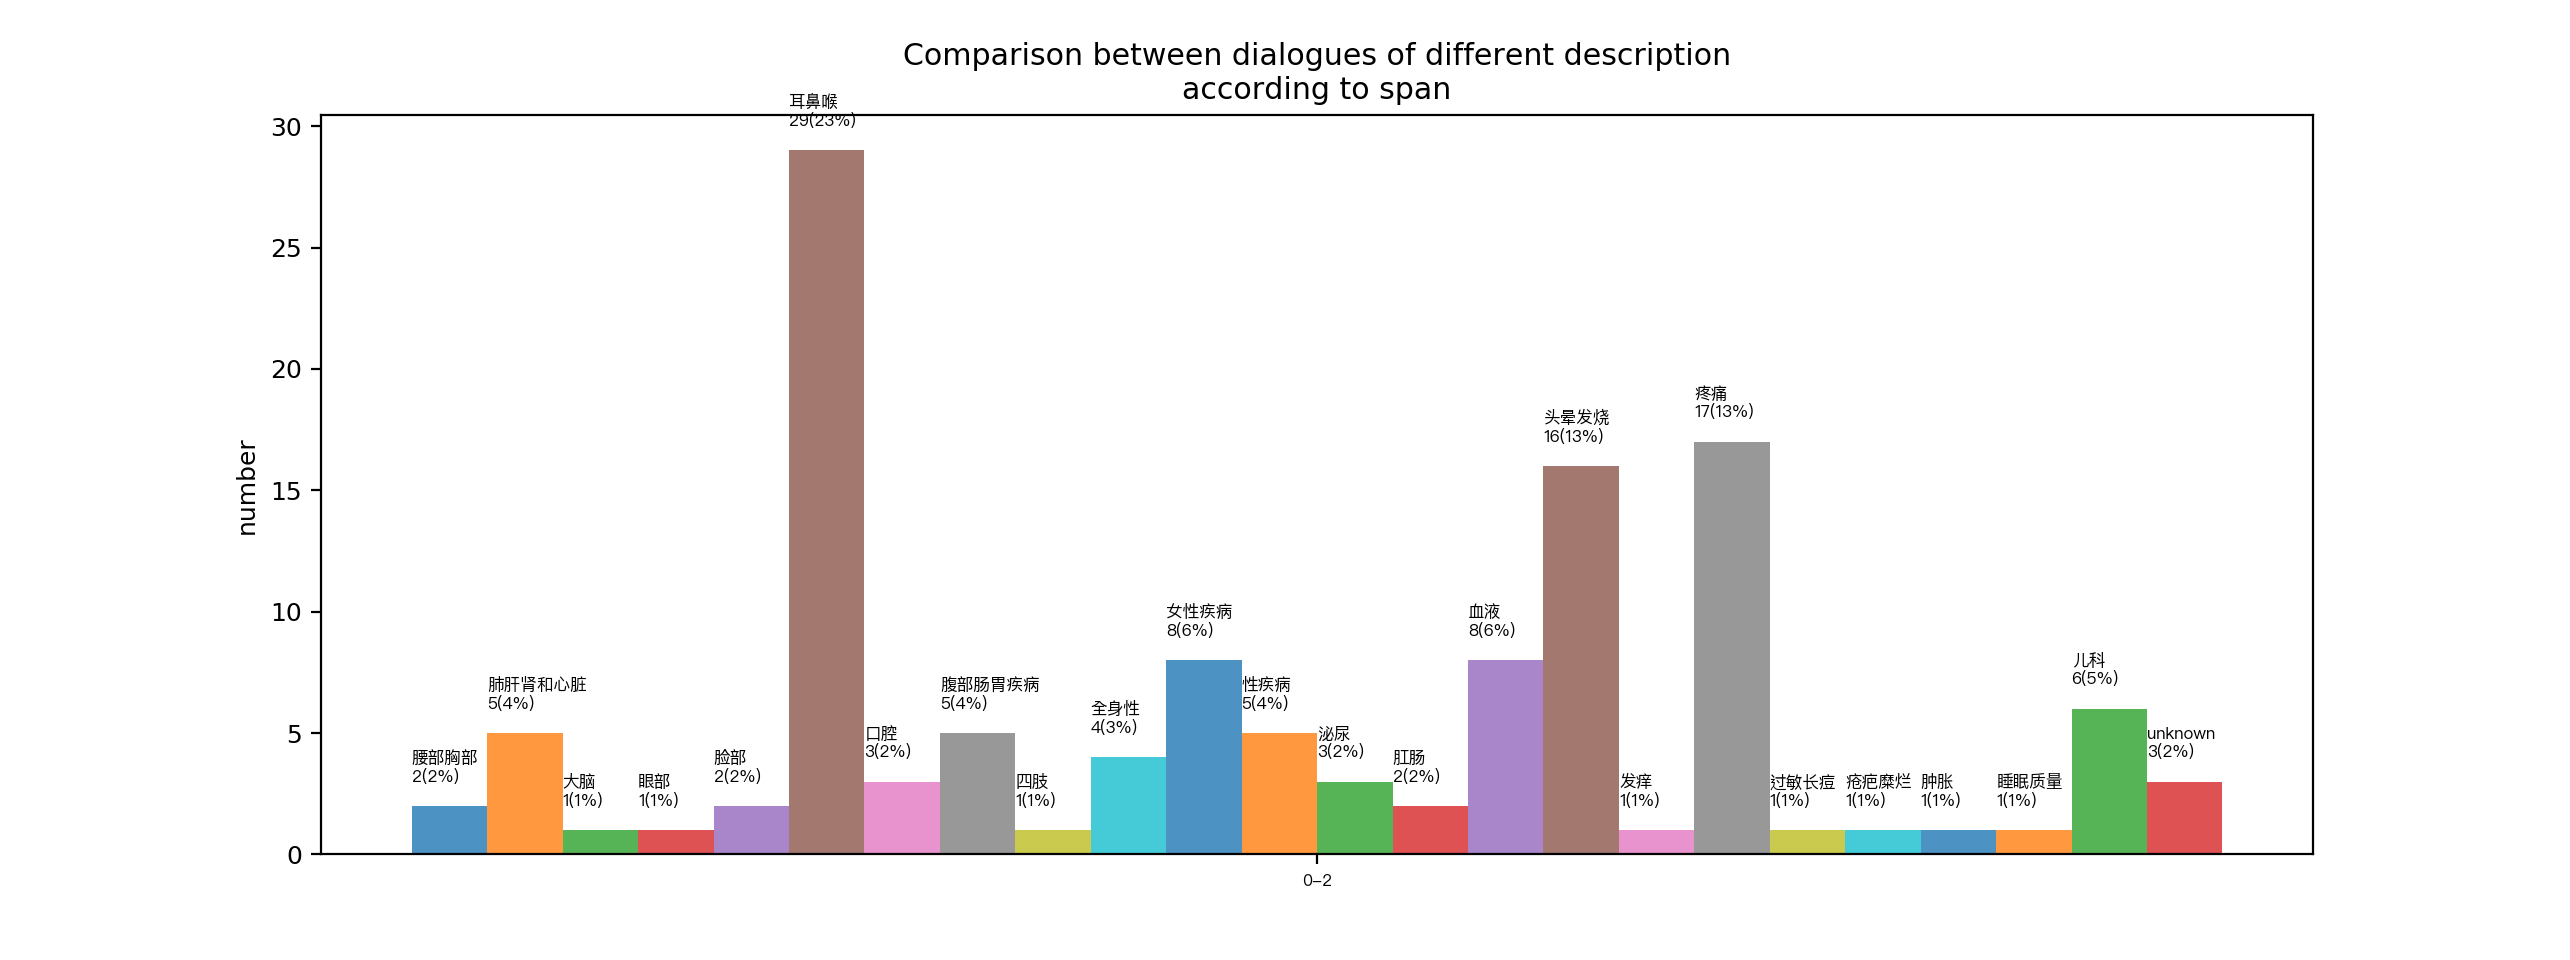 Comparison between dialogues of different description
according to span
number
30
25
20
15
10
5
0
腰部胸部
2(2%)
肺肝肾和心脏
5(4%)
大脑
1(1%)
眼部
1(1%)
脸部
2(2%)
耳鼻喉
29(23%)
口腔
3(2%)
腹部肠胃疾病
5(4%)
四肢
1(1%)
全身性
4(3%)
女性疾病
8(6%)
性疾病
5(4%)
泌尿
3(2%)
肛肠
2(2%)
血液
8(6%)
头晕发烧
16(13%)
发痒
1(1%)
疼痛
17(13%)
过敏长痘
1(1%)
疮疤糜烂
1(1%)
肿胀
1(1%)
睡眠质量
1(1%)
儿科
6(5%)
unknown
3(2%)
0-2